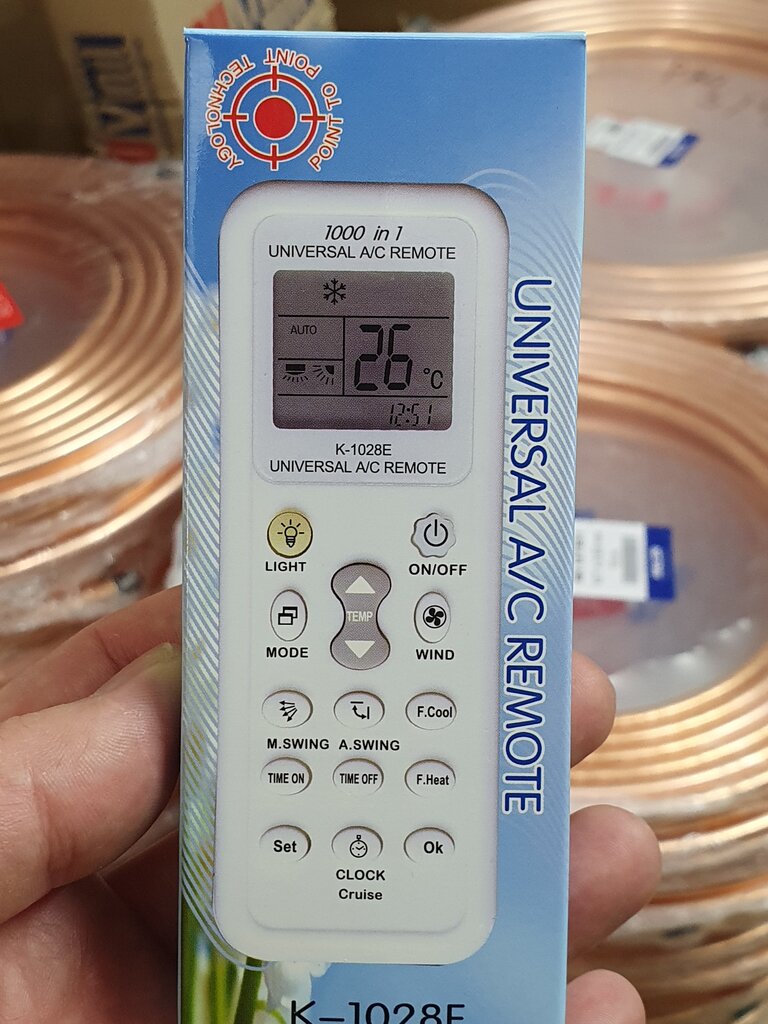 POINT TO POINT TECHNOLOGY
1000 in 1
UNIVERSAL A/C REMOTE
AUTO
26 °C
12:51
K-1028E
UNIVERSAL A/C REMOTE
LIGHT
ON/OFF
TEMP
MODE
WIND
F.Cool
M.SWING A.SWING
TIME ON TIME OFF F.Heat
Set
Ok
CLOCK
Cruise
UNIVERSAL A/C REMOTE
K-1028E